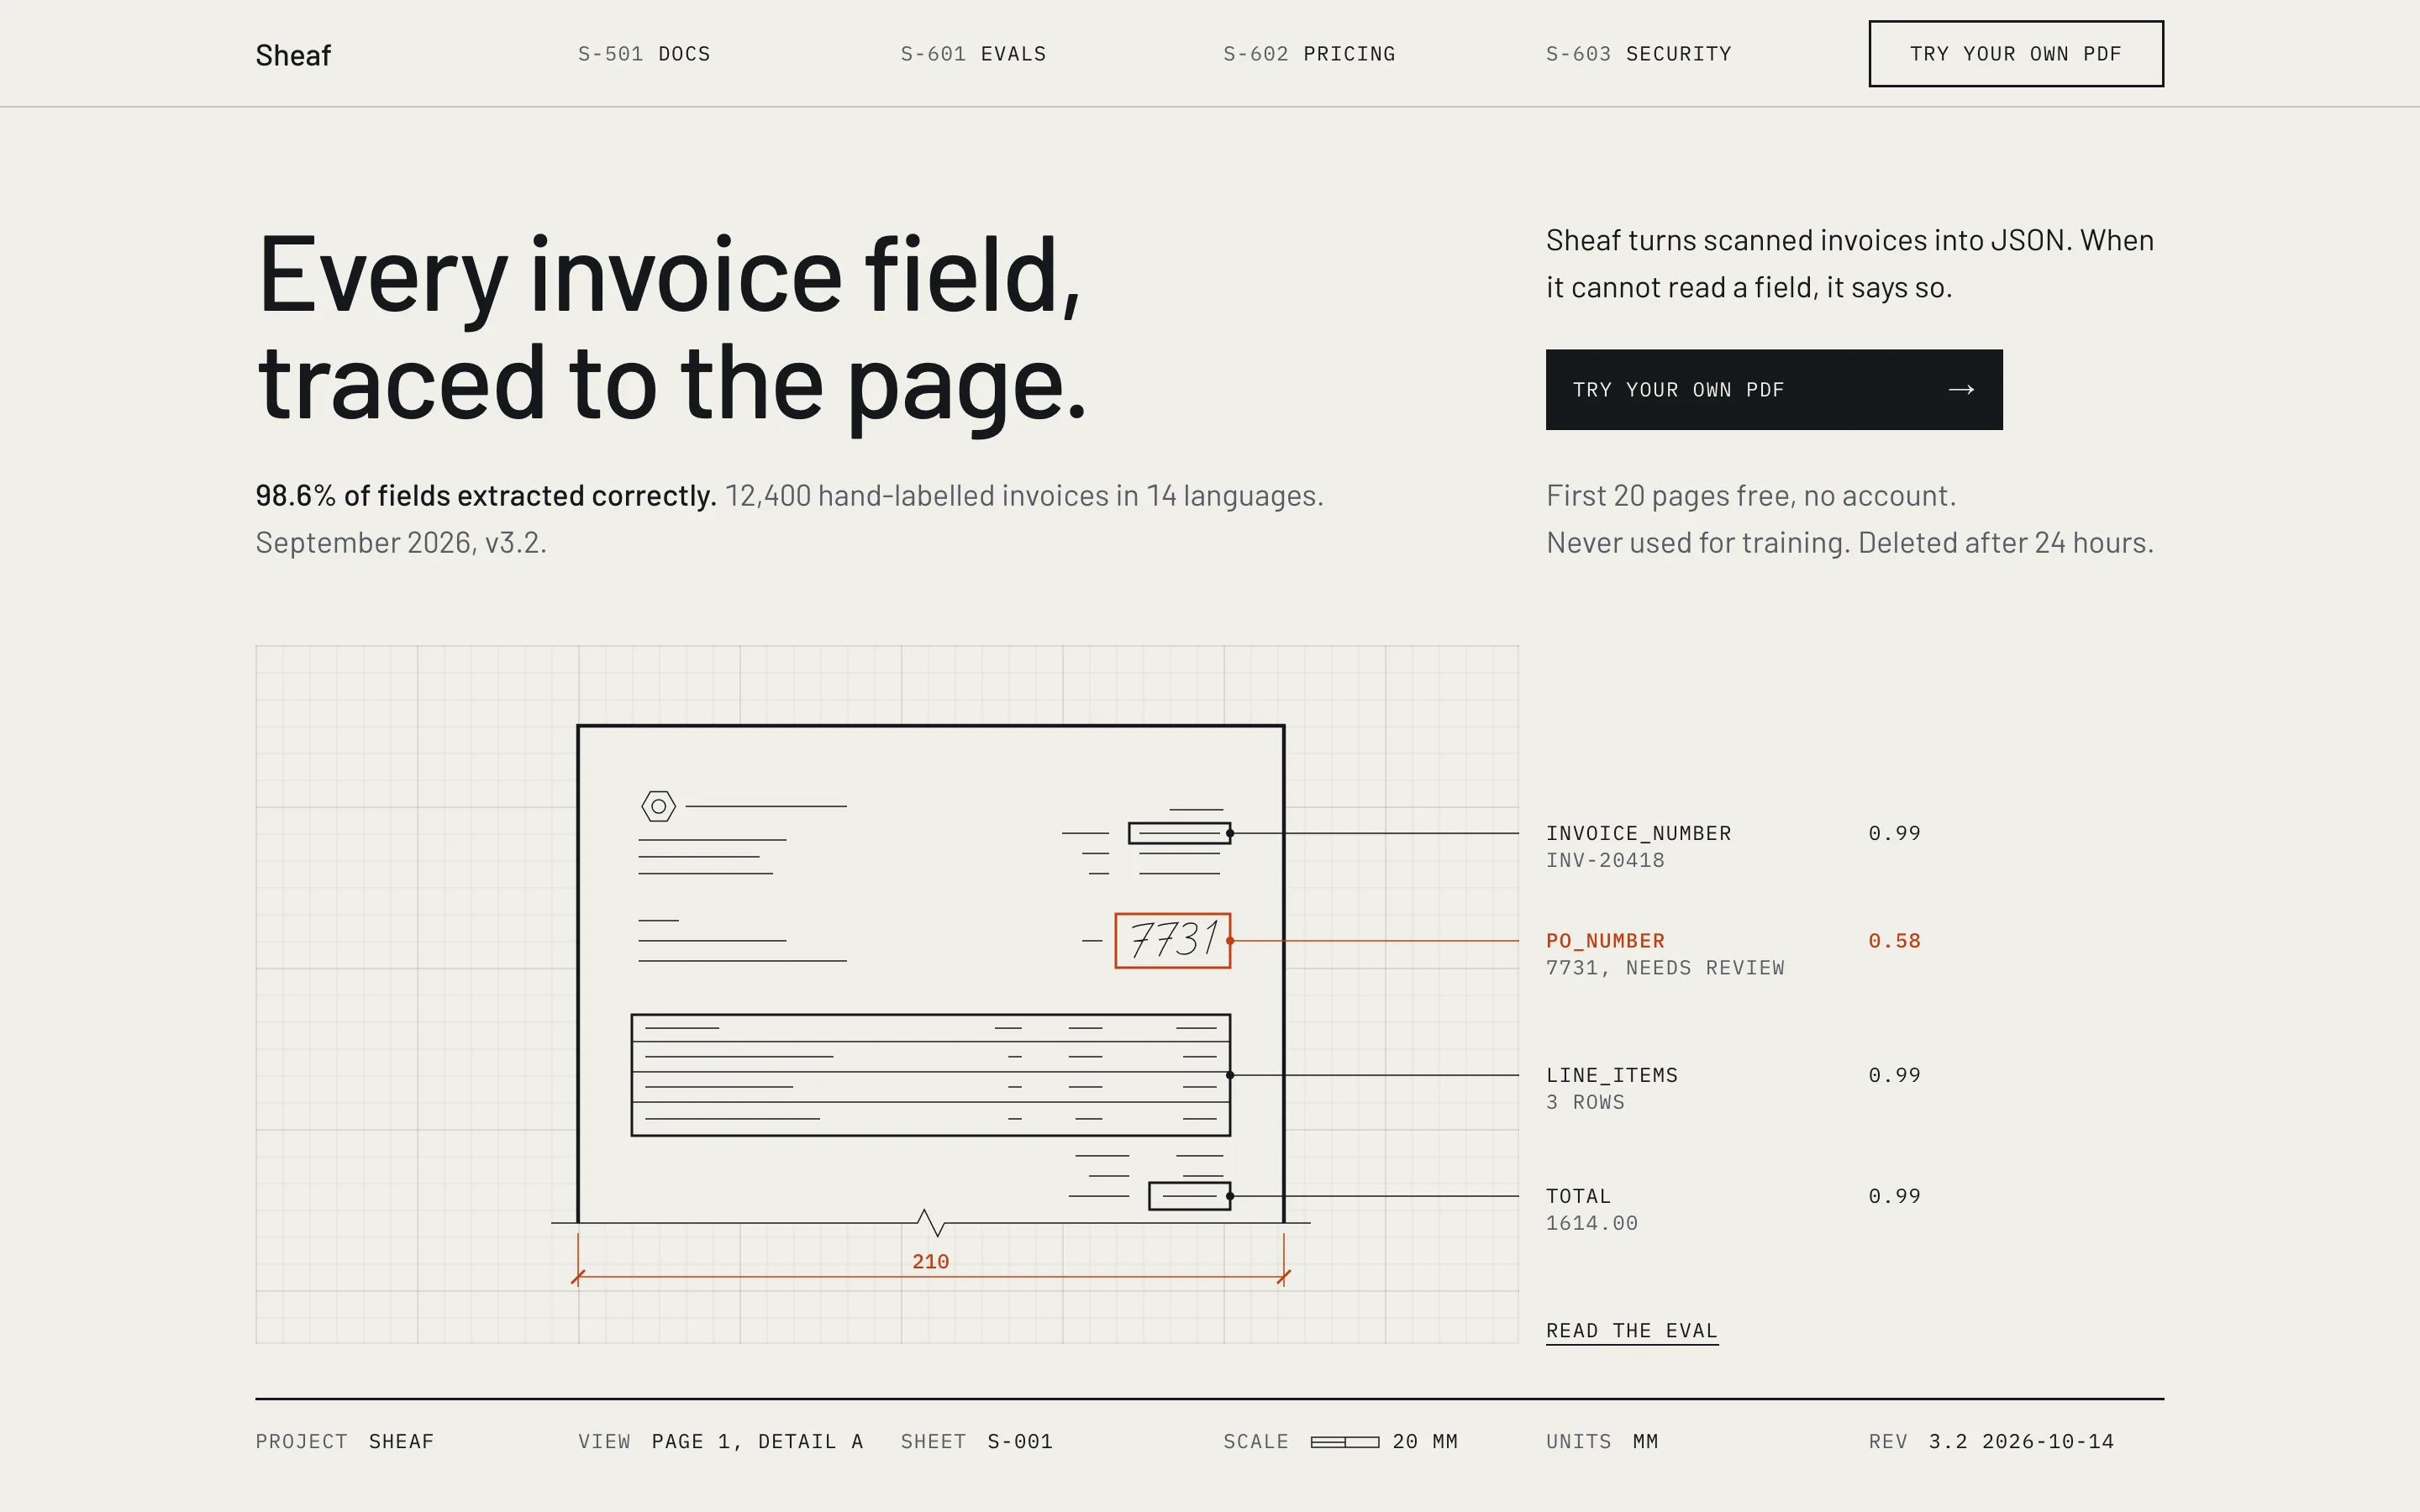 Sheaf
S-501 DOCS
S-601 EVALS
S-602 PRICING
S-603 SECURITY
TRY YOUR OWN PDF
Every invoice field,
traced to the page.
98.6% of fields extracted correctly. 12,400 hand-labelled invoices in 14 languages.
September 2026, v3.2.
Sheaf turns scanned invoices into JSON. When
it cannot read a field, it says so.
TRY YOUR OWN PDF →
First 20 pages free, no account.
Never used for training. Deleted after 24 hours.
7731
210
INVOICE_NUMBER 0.99
INV-20418
PO_NUMBER 0.58
7731, NEEDS REVIEW
LINE_ITEMS 0.99
3 ROWS
TOTAL 0.99
1614.00
READ THE EVAL
PROJECT SHEAF
VIEW PAGE 1, DETAIL A
SHEET S-001
SCALE 20 MM
UNITS MM
REV 3.2 2026-10-14